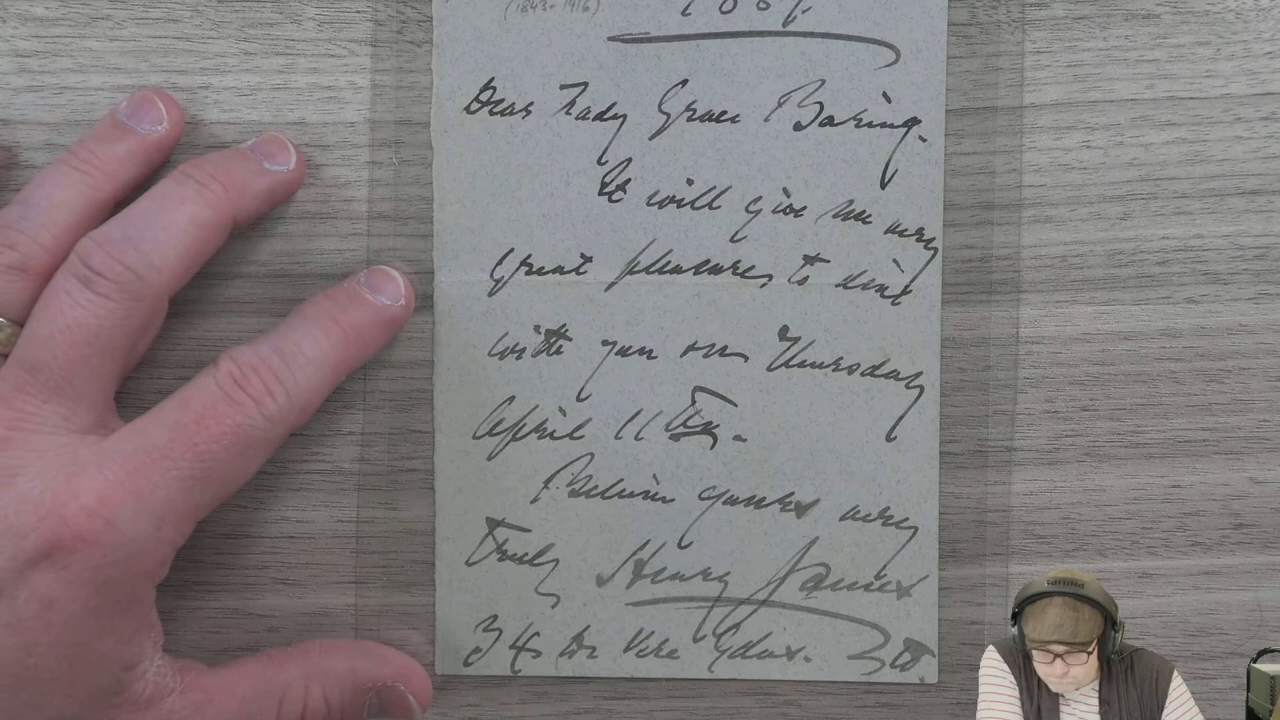 (1843-1916)
Dear Lady Grace Baring.
It will give me very
great pleasure, to dine
with you on Thursday
April 11th.
Believe yours very
truly Henry James
34 De Vere Gdns. W